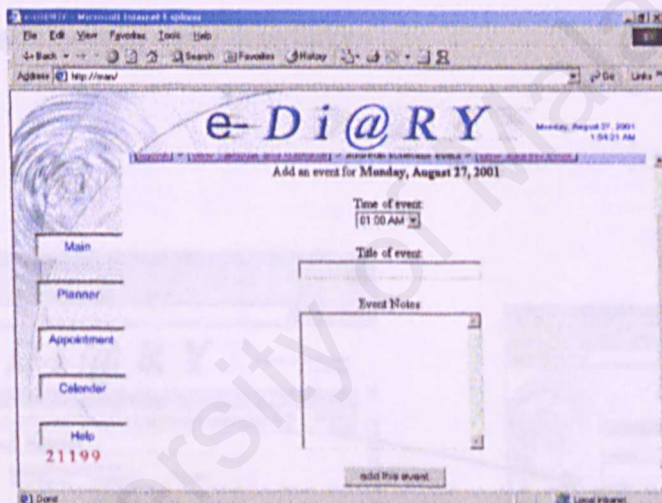 e-DiARY - Microsoft Internet Explorer
File Edit View Favorites Tools Help
Back Search Favorites History
Address http://man/ Go Links
e-Di@RY
Monday, August 27, 2001
1:54:21 AM
Add an event for Monday, August 27, 2001
Time of event:
01:00 AM
Main
Title of event:
Planner
Event Notes:
Appointment
Calender
Help
21199
add this event
Done
Local intranet